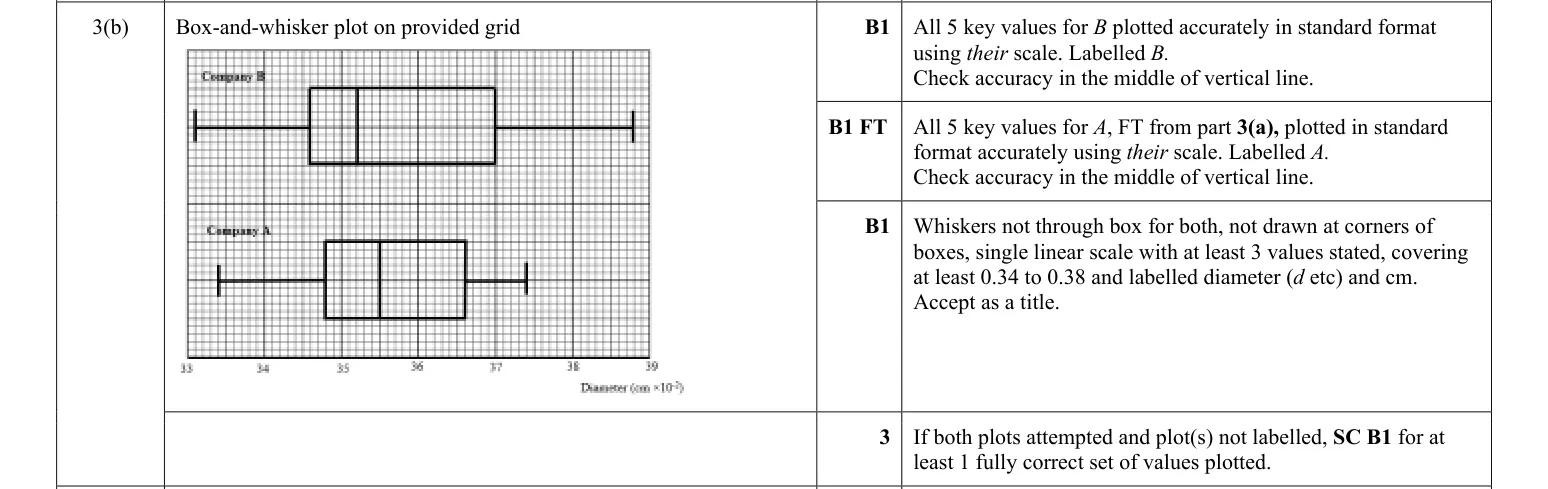 3(b)
Box-and-whisker plot on provided grid
Company B
Company A
33 34 35 36 37 38 39
Diameter (cm ×10⁻²)
B1
All 5 key values for B plotted accurately in standard format
using their scale. Labelled B.
Check accuracy in the middle of vertical line.
B1 FT
All 5 key values for A, FT from part 3(a), plotted in standard
format accurately using their scale. Labelled A.
Check accuracy in the middle of vertical line.
B1
Whiskers not through box for both, not drawn at corners of
boxes, single linear scale with at least 3 values stated, covering
at least 0.34 to 0.38 and labelled diameter (d etc) and cm.
Accept as a title.
3
If both plots attempted and plot(s) not labelled, SC B1 for at
least 1 fully correct set of values plotted.